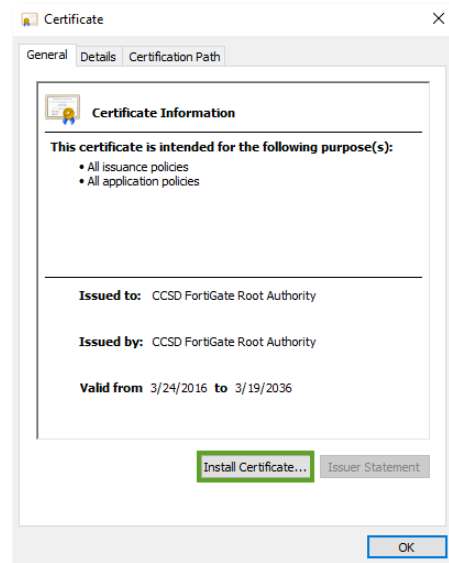 Certificate
General Details Certification Path
Certificate Information
This certificate is intended for the following purpose(s):
• All issuance policies
• All application policies
Issued to: CCSD FortiGate Root Authority
Issued by: CCSD FortiGate Root Authority
Valid from 3/24/2016 to 3/19/2036
Install Certificate... Issuer Statement
OK